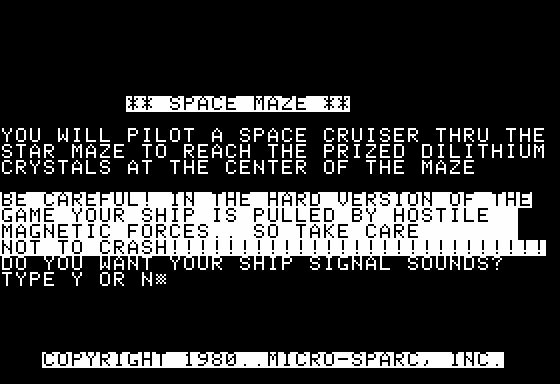 ** SPACE MAZE **
YOU WILL PILOT A SPACE CRUISER THRU THE
STAR MAZE TO REACH THE PRIZED DILITHIUM
CRYSTALS AT THE CENTER OF THE MAZE
BE CAREFUL! IN THE HARD VERSION OF THE
GAME YOUR SHIP IS PULLED BY HOSTILE
MAGNETIC FORCES.. SO TAKE CARE
NOT TO CRASH!!!!!!!!!!!!!!!!!!!!!!!!!!!
DO YOU WANT YOUR SHIP SIGNAL SOUNDS?
TYPE Y OR N
COPYRIGHT 1980..MICRO-SPARC, INC.